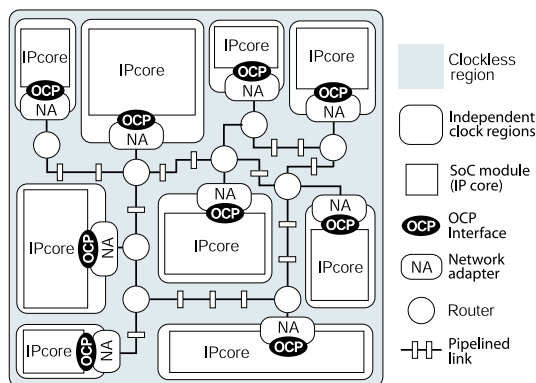 IPcore
OCP
NA
IPcore
OCP
NA
IPcore
OCP
NA
IPcore
OCP
NA
IPcore
OCP
NA
NA
OCP
IPcore
NA
OCP
IPcore
IPcore
OCP
NA
IPcore
NA
OCP
Clockless
region
Independent
clock regions
SoC module
(IP core)
OCP
OCP
Interface
NA
Network
adapter
Router
Pipelined
link